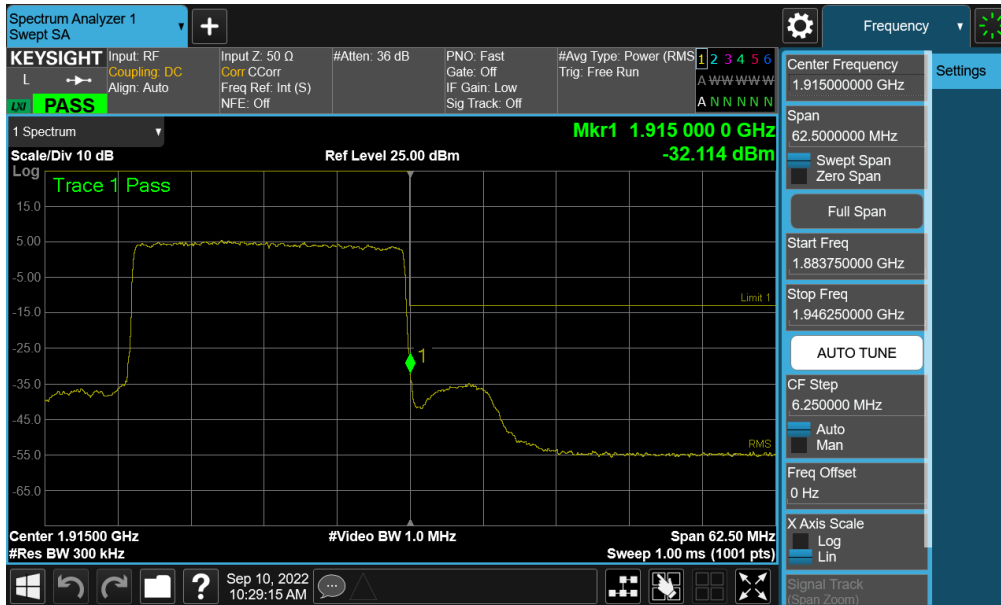 Spectrum Analyzer 1
Swept SA
Frequency
KEYSIGHT
L
LXI
PASS
Input: RF
Coupling: DC
Align: Auto
Input Z: 50 Ω
Corr CCorr
Freq Ref: Int (S)
NFE: Off
#Atten: 36 dB
PNO: Fast
Gate: Off
IF Gain: Low
Sig Track: Off
#Avg Type: Power (RMS
Trig: Free Run
1 2 3 4 5 6
A W W W W W
A N N N N N
1 Spectrum
Mkr1 1.915 000 0 GHz
Scale/Div 10 dB
Ref Level 25.00 dBm
-32.114 dBm
Log
Trace 1 Pass
15.0
5.00
-5.00
-15.0
-25.0
-35.0
-45.0
-55.0
-65.0
Limit 1
1
RMS
Center 1.91500 GHz
#Video BW 1.0 MHz
Span 62.50 MHz
#Res BW 300 kHz
Sweep 1.00 ms (1001 pts)
Sep 10, 2022
10:29:15 AM
Center Frequency
1.915000000 GHz
Settings
Span
62.5000000 MHz
Swept Span
Zero Span
Full Span
Start Freq
1.883750000 GHz
Stop Freq
1.946250000 GHz
AUTO TUNE
CF Step
6.250000 MHz
Auto
Man
Freq Offset
0 Hz
X Axis Scale
Log
Lin
Signal Track
(Span Zoom)